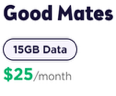 Good Mates
15GB Data
$25/month